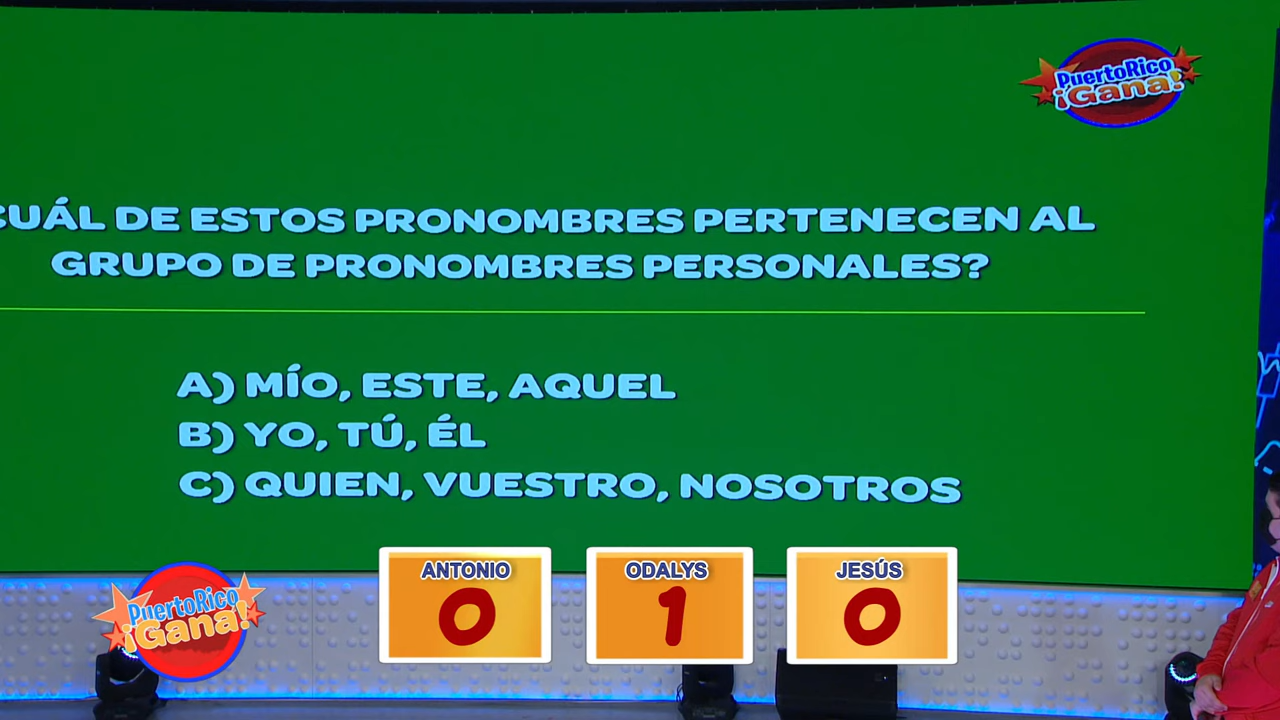 PuertoRico
¡Gana!
CUÁL DE ESTOS PRONOMBRES PERTENECEN AL
GRUPO DE PRONOMBRES PERSONALES?
A) MÍO, ESTE, AQUEL
B) YO, TÚ, ÉL
C) QUIEN, VUESTRO, NOSOTROS
PuertoRico
¡Gana!
ANTONIO
0
ODALYS
1
JESÚS
0